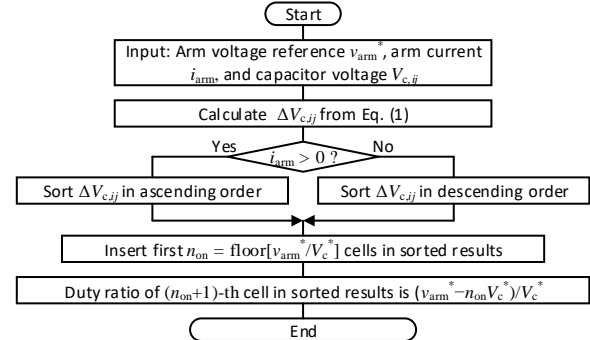 Start
Input: Arm voltage reference v_arm*, arm current
i_arm, and capacitor voltage V_c,ij
Calculate ΔV_c,ij from Eq. (1)
Yes
i_arm > 0 ?
No
Sort ΔV_c,ij in ascending order
Sort ΔV_c,ij in descending order
Insert first n_on = floor[v_arm*/V_c*] cells in sorted results
Duty ratio of (n_on+1)-th cell in sorted results is (v_arm*−n_onV_c*)/V_c*
End